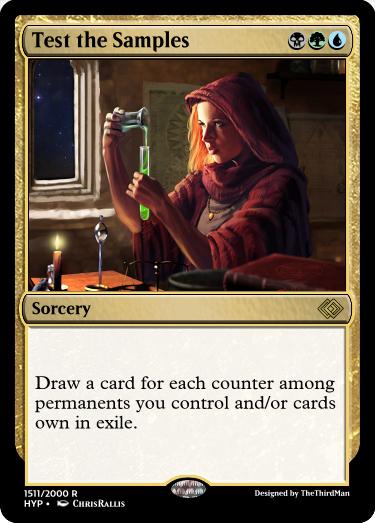 Test the Samples
Sorcery
Draw a card for each counter among
permanents you control and/or cards
own in exile.
1511/2000 R
HYP • ChrisRallis
Designed by TheThirdMan